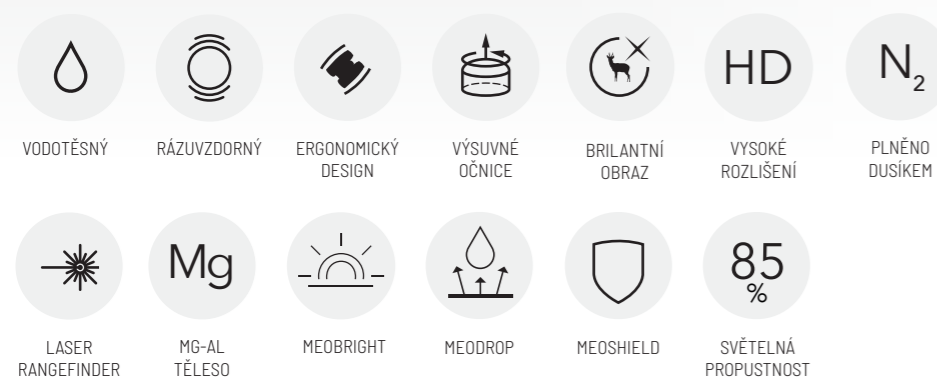 HD
N₂
VODOTĚSNÝ
RÁZUVZDORNÝ
ERGONOMICKÝ
DESIGN
VÝSUVNÉ
OČNICE
BRILANTNÍ
OBRAZ
VYSOKÉ
ROZLIŠENÍ
PLNĚNO
DUSÍKEM
Mg
85
%
LASER
RANGEFINDER
MG-AL
TĚLESO
MEOBRIGHT
MEODROP
MEOSHIELD
SVĚTELNÁ
PROPUSTNOST